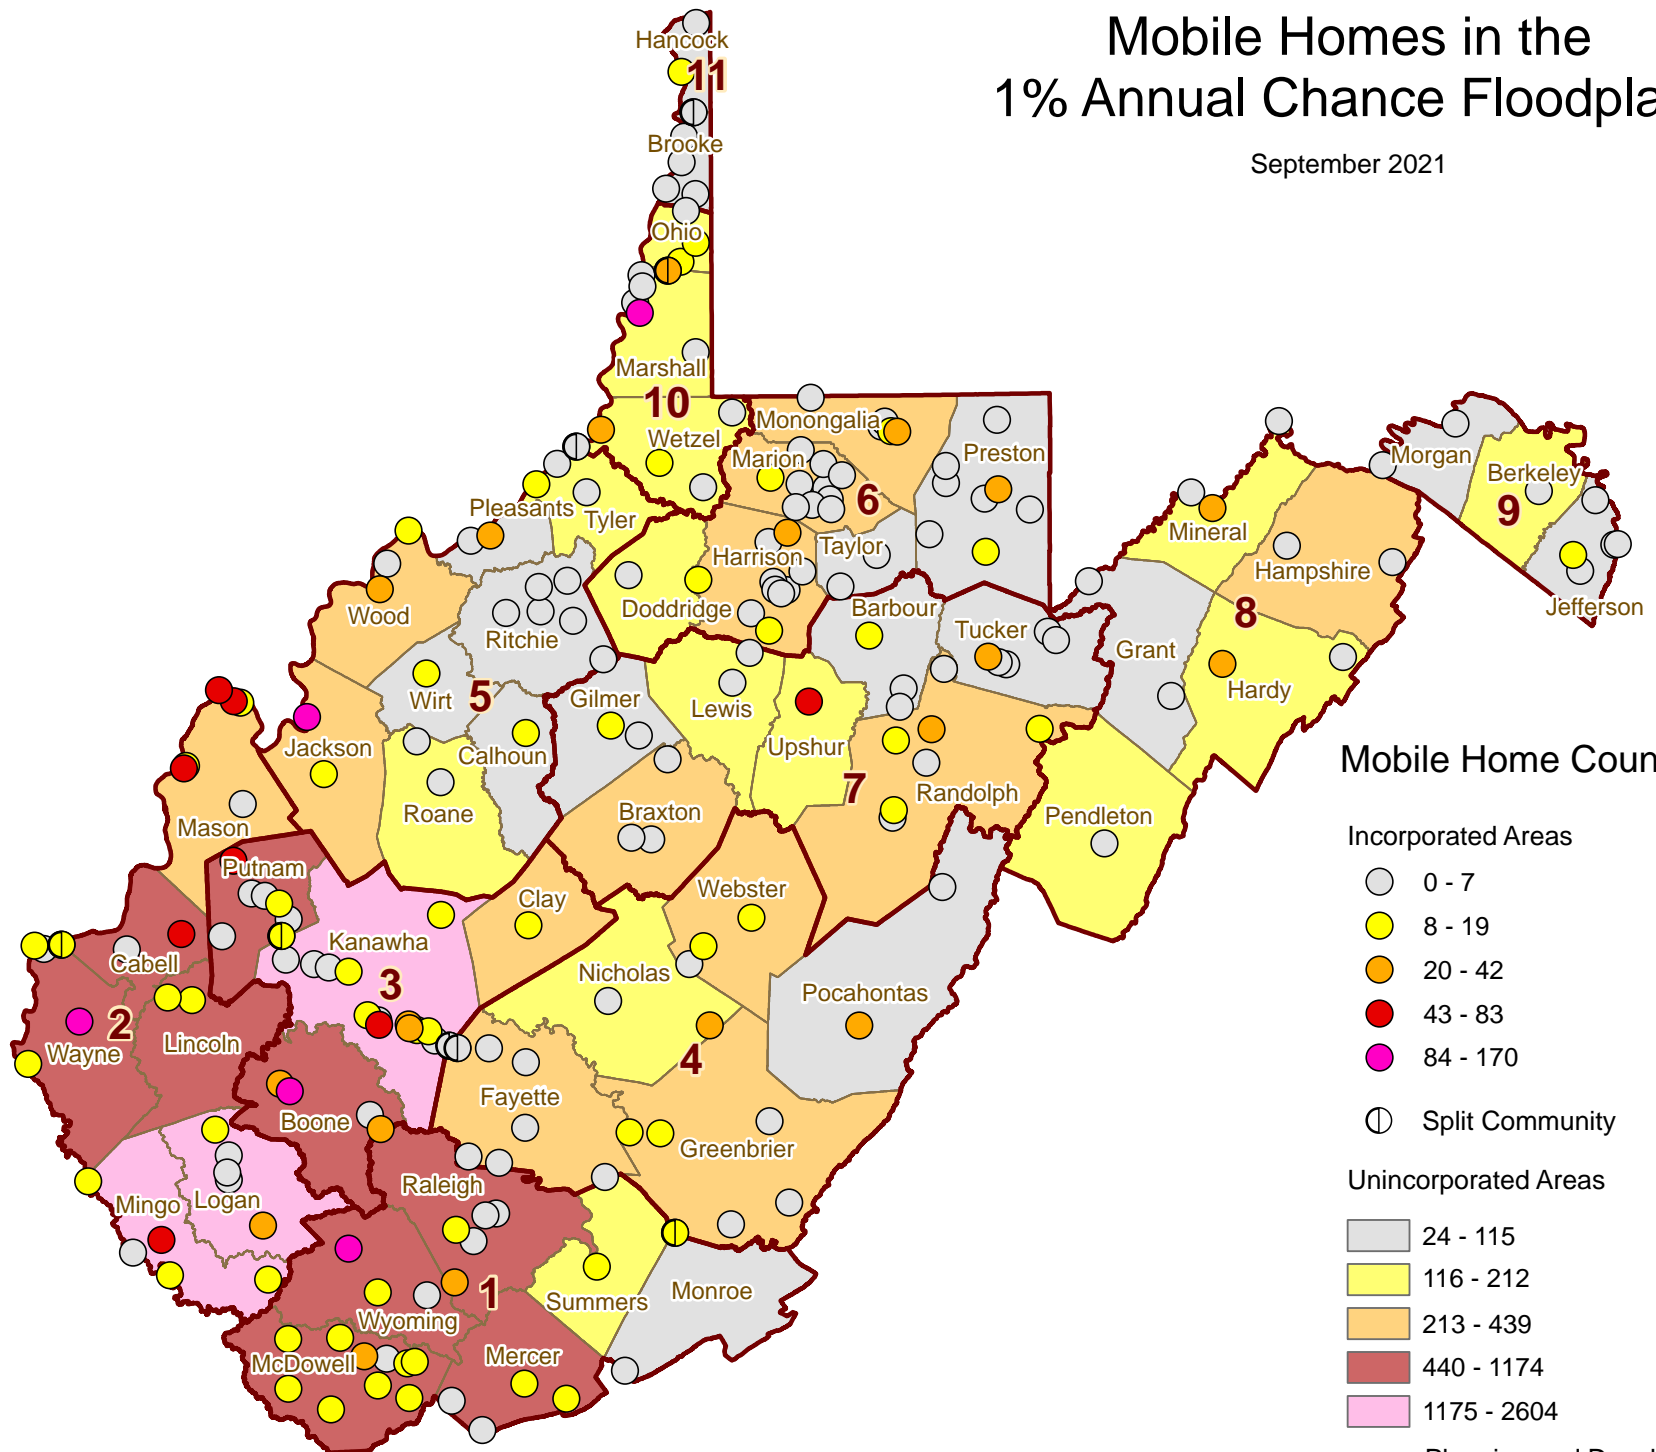 Mobile Homes in the
1% Annual Chance Floodpla
September 2021
Hancock
11
Brooke
Ohio
Marshall
10
Wetzel
Monongalia
Marion
Preston
Morgan
Berkeley
9
Pleasants
Tyler
6
Mineral
Harrison
Taylor
Hampshire
Doddridge
Barbour
Jefferson
Wood
Ritchie
Tucker
8
Grant
Wirt
5
Gilmer
Lewis
Hardy
Jackson
Calhoun
Upshur
7
Randolph
Roane
Braxton
Mason
Pendleton
Putnam
Webster
Clay
Kanawha
Cabell
3
Nicholas
Pocahontas
2
Wayne
Lincoln
4
Boone
Fayette
Greenbrier
Raleigh
Mingo
Logan
1
Summers
Monroe
Wyoming
McDowell
Mercer
Mobile Home Coun
Incorporated Areas
0 - 7
8 - 19
20 - 42
43 - 83
84 - 170
Split Community
Unincorporated Areas
24 - 115
116 - 212
213 - 439
440 - 1174
1175 - 2604